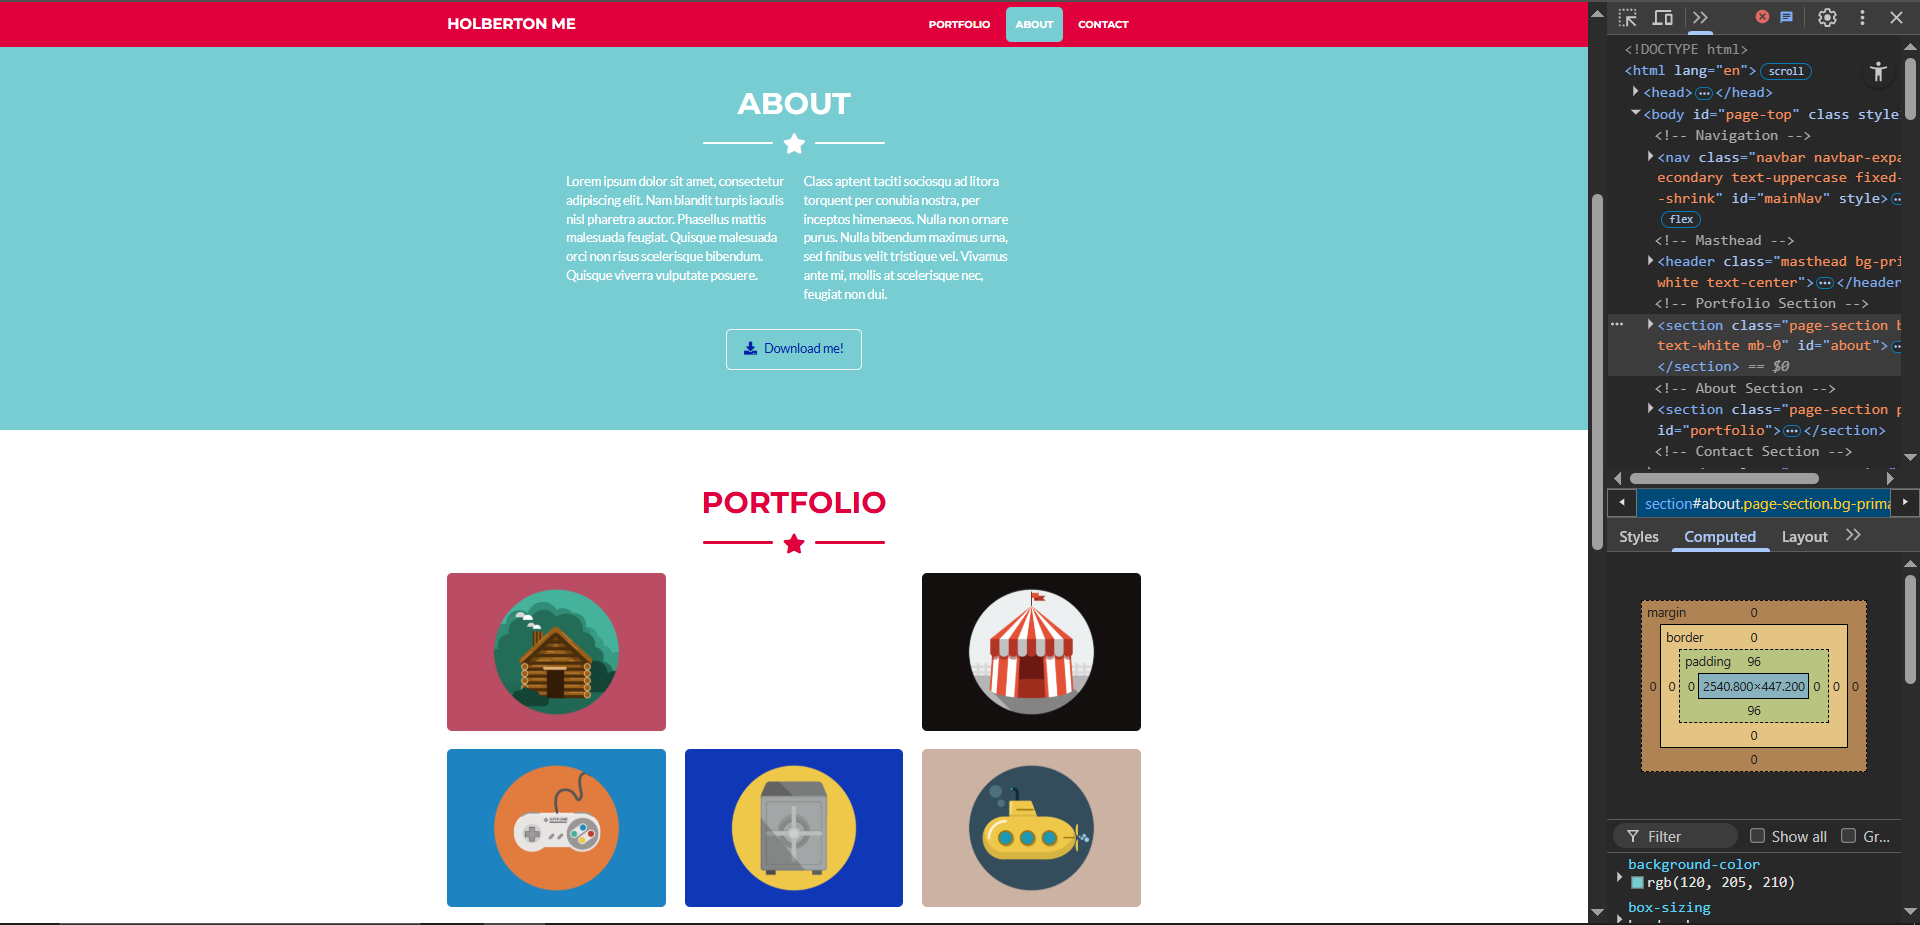 HOLBERTON ME
PORTFOLIO
ABOUT
CONTACT
ABOUT
Lorem ipsum dolor sit amet, consectetur
adipiscing elit. Nam blandit turpis iaculis
nisl pharetra auctor. Phasellus mattis
malesuada feugiat. Quisque malesuada
orci non risus scelerisque bibendum.
Quisque viverra vulputate posuere.
Class aptent taciti sociosqu ad litora
torquent per conubia nostra, per
inceptos himenaeos. Nulla non ornare
purus. Nulla bibendum maximus urna,
sed finibus velit tristique vel. Vivamus
ante mi, mollis at scelerisque nec,
feugiat non dui.
Download me!
PORTFOLIO
<!DOCTYPE html>
<html lang="en"> scroll
<head> </head>
<body id="page-top" class style
<!-- Navigation -->
<nav class="navbar navbar-expa
econdary text-uppercase fixed-
-shrink" id="mainNav" style>
flex
<!-- Masthead -->
<header class="masthead bg-pri
white text-center"> </header
<!-- Portfolio Section -->
<section class="page-section b
text-white mb-0" id="about">
</section> == $0
<!-- About Section -->
<section class="page-section p
id="portfolio"> </section>
<!-- Contact Section -->
section#about.page-section.bg-prima
Styles
Computed
Layout
margin 0
border 0
padding 96
0 0 0 2540.800×447.200 0 0 0
96
0
0
Filter
Show all
Gr...
background-color
rgb(120, 205, 210)
box-sizing